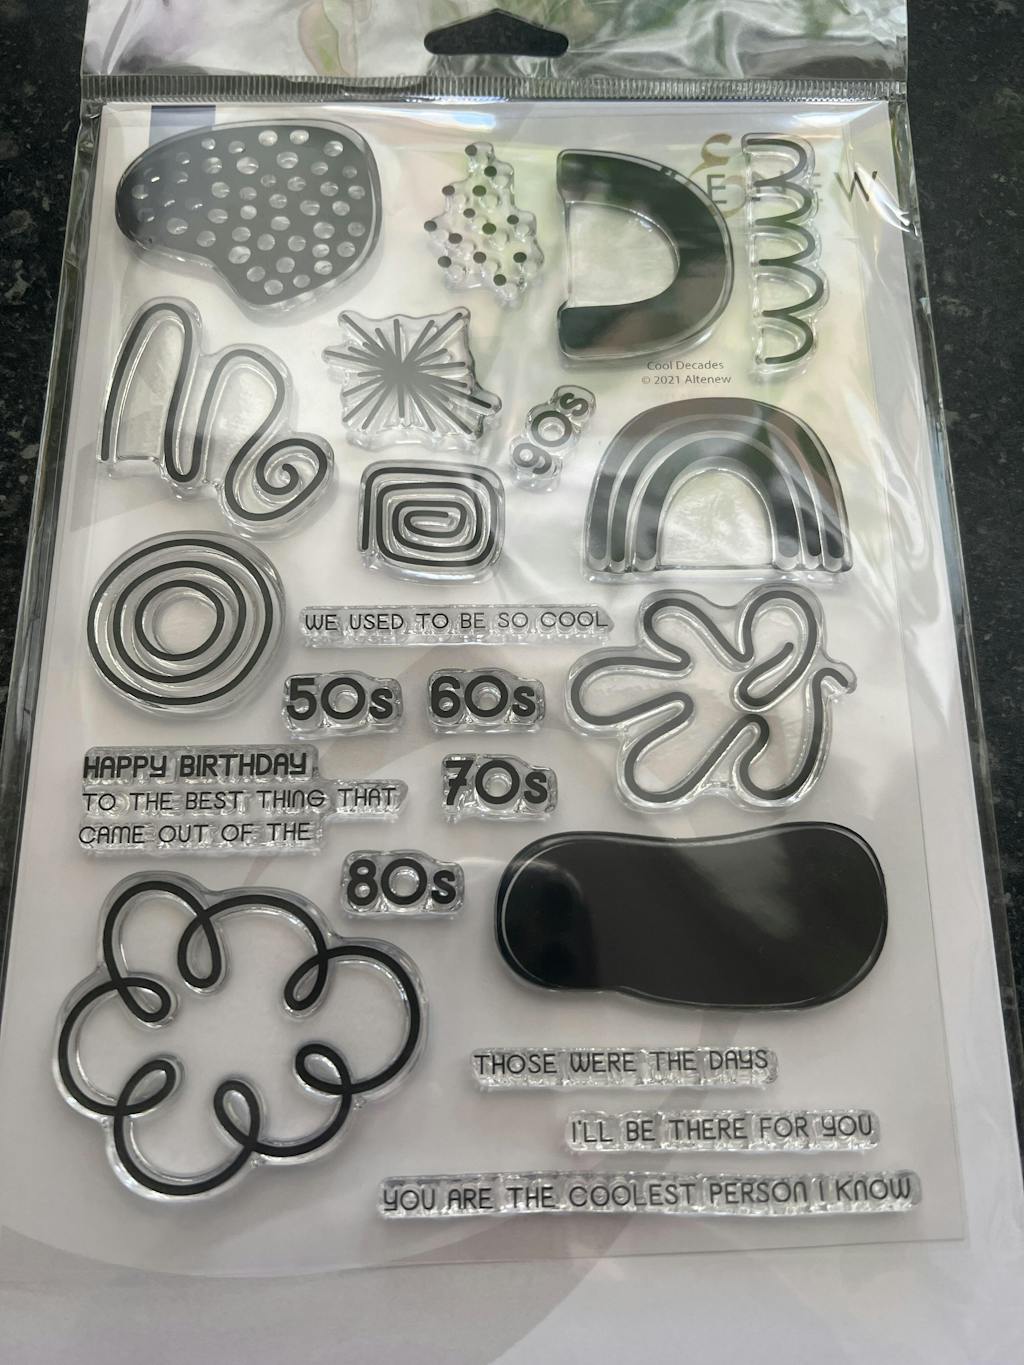 Cool Decades
© 2021 Altenew
90s
WE USED TO BE SO COOL
50s
60s
70s
HAPPY BIRTHDAY
TO THE BEST THING THAT
CAME OUT OF THE
80s
THOSE WERE THE DAYS
I'LL BE THERE FOR YOU
YOU ARE THE COOLEST PERSON I KNOW